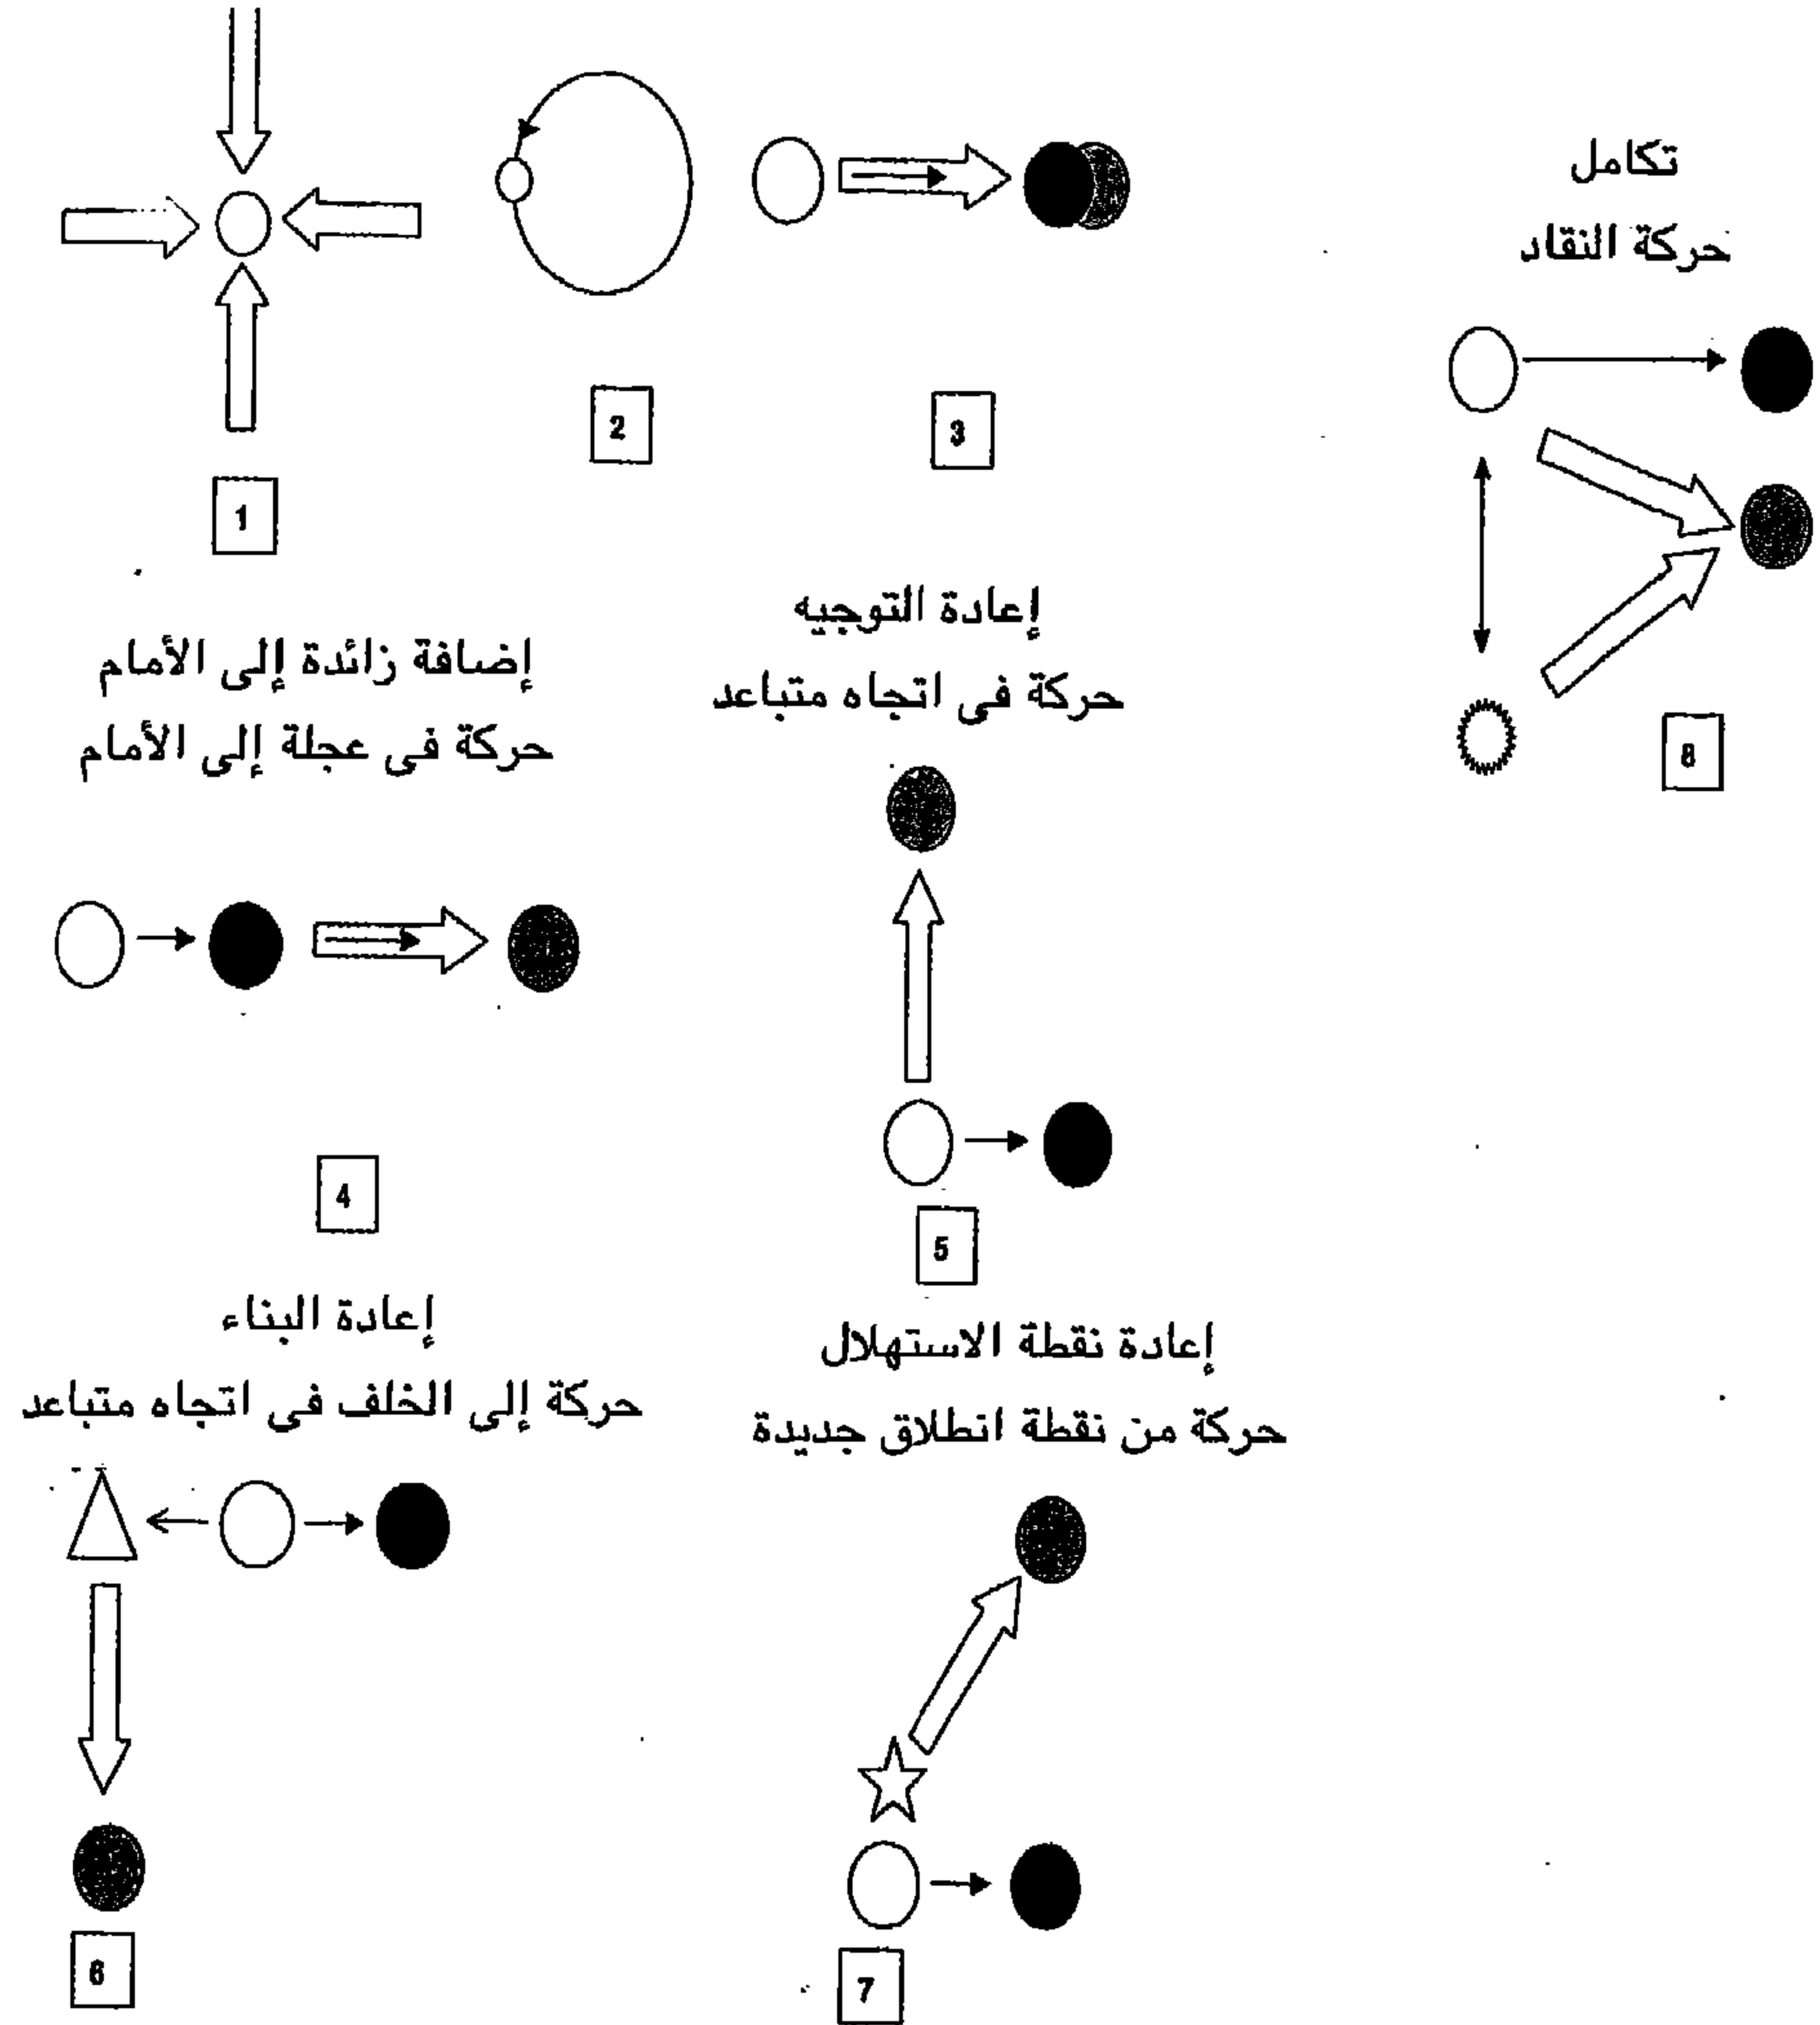 تكامل
حركة النقاد
1
2
3
8
إضافة زائدة إلى الأمام
حركة فى عجلة إلى الأمام
4
إعادة التوجيه
حركة فى اتجاه متباعد
5
إعادة البناء
حركة إلى الخلف فى اتجاه متباعد
6
إعادة نقطة الاستهلال
حركة من نقطة انطلاق جديدة
7